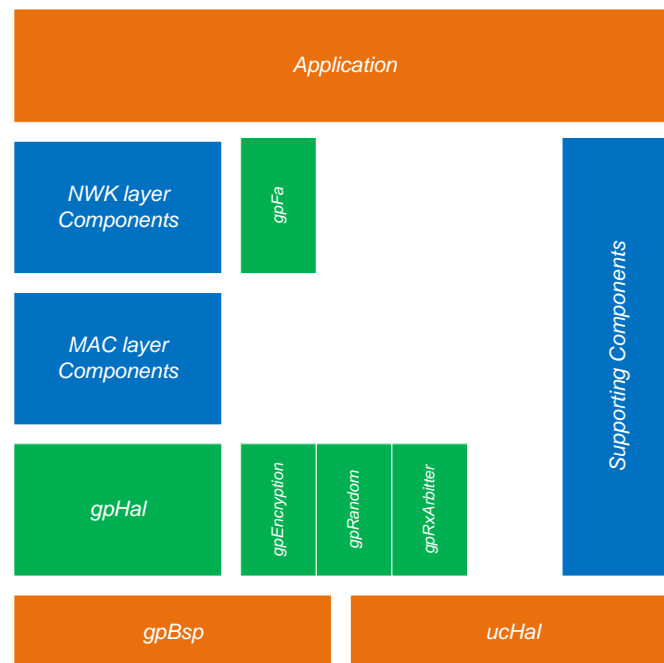 Application
NWK layer
Components
gpFa
MAC layer
Components
Supporting Components
gpHal
gpEncryption
gpRandom
gpRxArbitter
gpBsp
ucHal